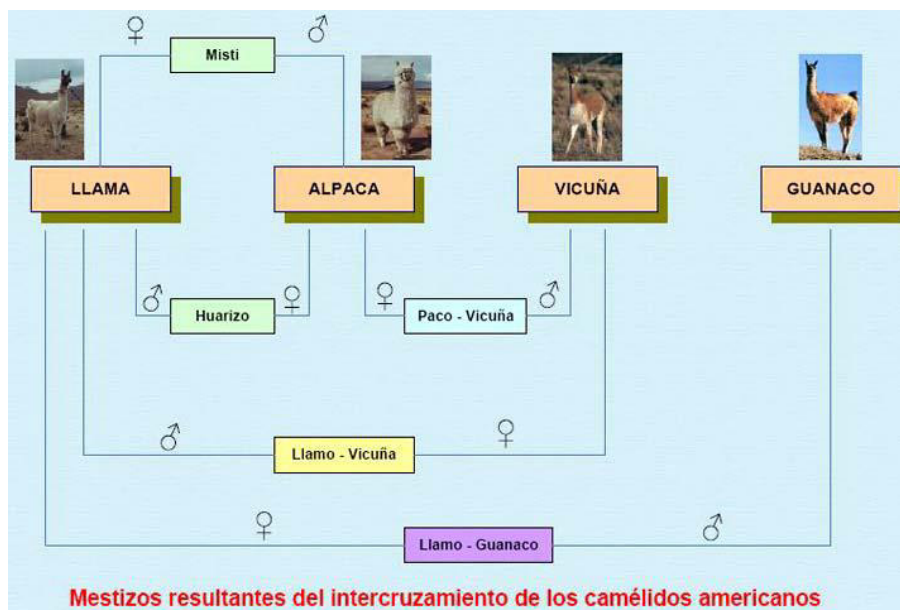 Misti
LLAMA
ALPACA
VICUÑA
GUANACO
Huarizo
Paco - Vicuña
Llamo - Vicuña
Llamo - Guanaco
Mestizos resultantes del intercruzamiento de los camélidos americanos